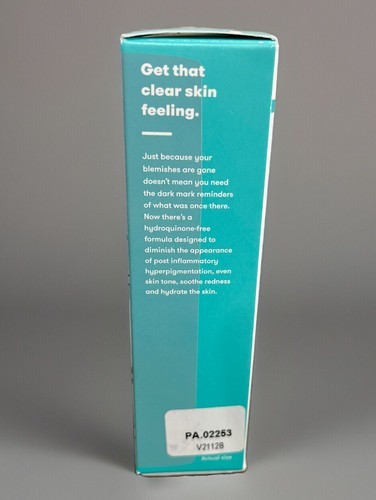 Get that
clear skin
feeling.
Just because your
blemishes are gone
doesn't mean you need
the dark mark reminders
of what was once there.
Now there's a
hydroquinone-free
formula designed to
diminish the appearance
of post inflammatory
hyperpigmentation, even
skin tone, soothe redness
and hydrate the skin.
PA.02253
V21128
Actual size